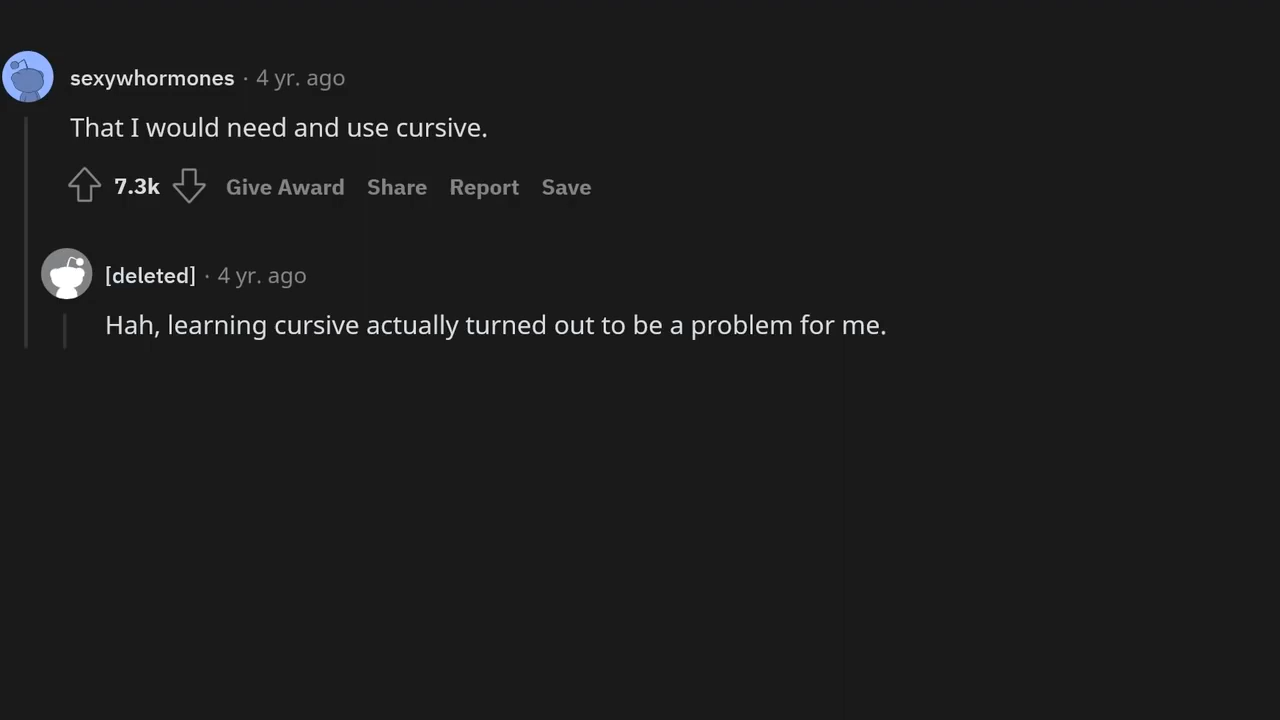 sexywhormones · 4 yr. ago
That I would need and use cursive.
7.3k Give Award Share Report Save
[deleted] · 4 yr. ago
Hah, learning cursive actually turned out to be a problem for me.